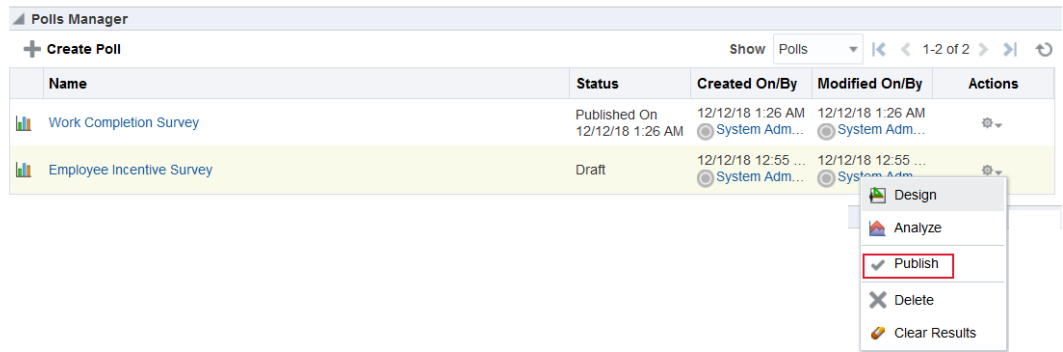 Polls Manager
Create Poll
Show Polls 1-2 of 2
Name Status Created On/By Modified On/By Actions
Work Completion Survey Published On 12/12/18 1:26 AM 12/12/18 1:26 AM
12/12/18 1:26 AM System Adm... System Adm...
Employee Incentive Survey Draft 12/12/18 12:55 ... 12/12/18 12:55 ...
System Adm... System Adm
Design
Analyze
Publish
Delete
Clear Results